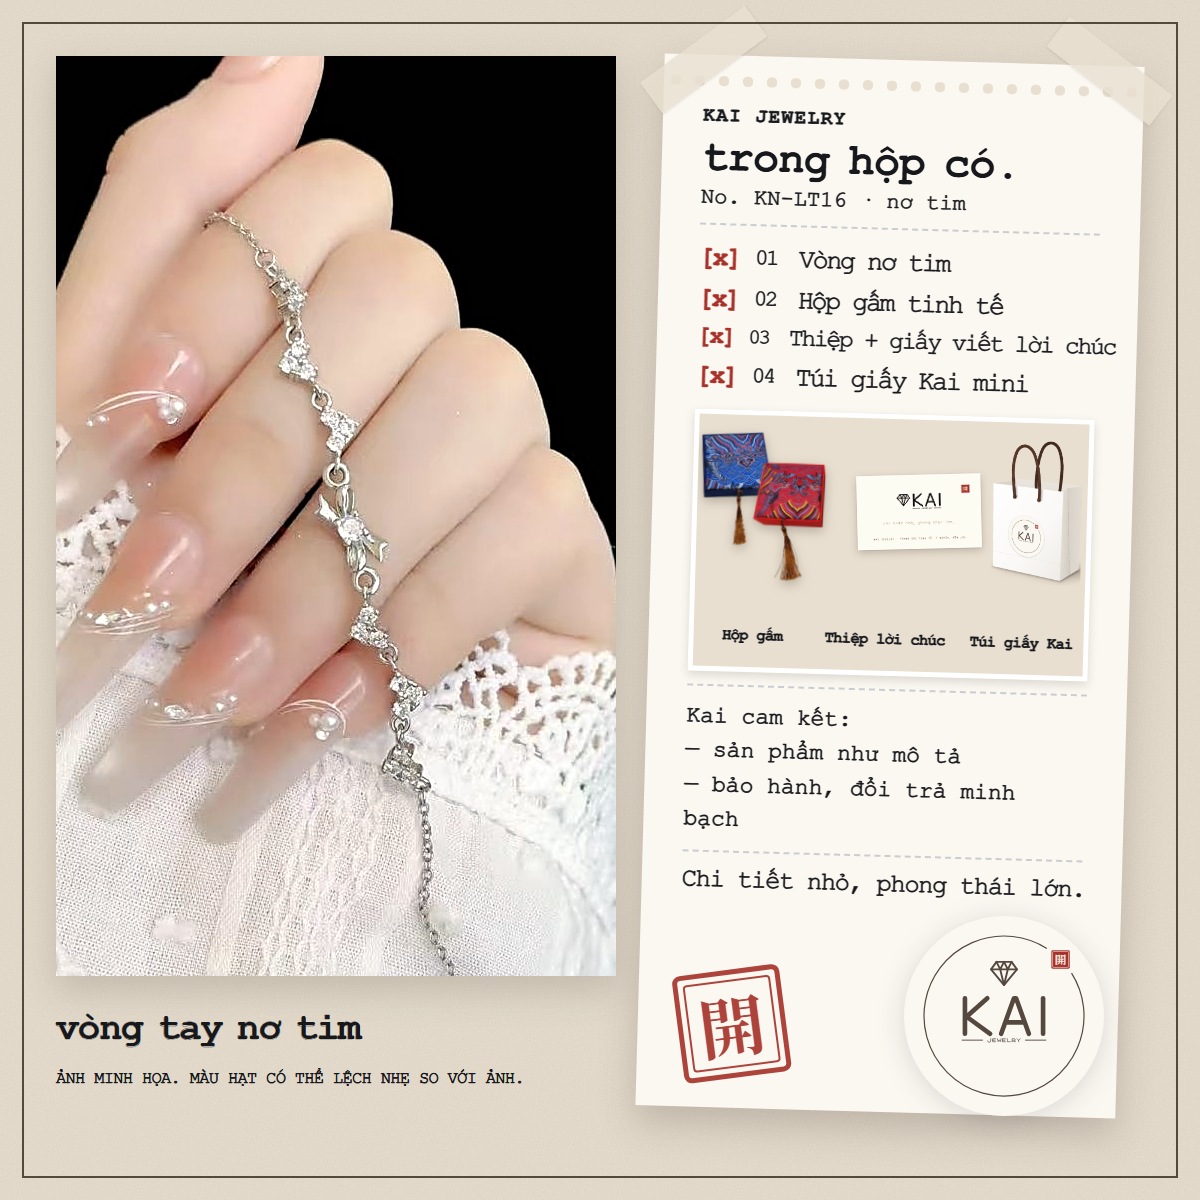 KAI JEWELRY
trong hộp có.
No. KN-LT16 · nơ tim
[x] 01 Vòng nơ tim
[x] 02 Hộp gấm tinh tế
[x] 03 Thiệp + giấy viết lời chúc
[x] 04 Túi giấy Kai mini
KAI
開
KAI
Hộp gấm
Thiệp lời chúc
Túi giấy Kai
Kai cam kết:
— sản phẩm như mô tả
— bảo hành, đổi trả minh
bạch
Chi tiết nhỏ, phong thái lớn.
開
開
KAI
JEWELRY
vòng tay nơ tim
ẢNH MINH HỌA. MÀU HẠT CÓ THỂ LỆCH NHẸ SO VỚI ẢNH.